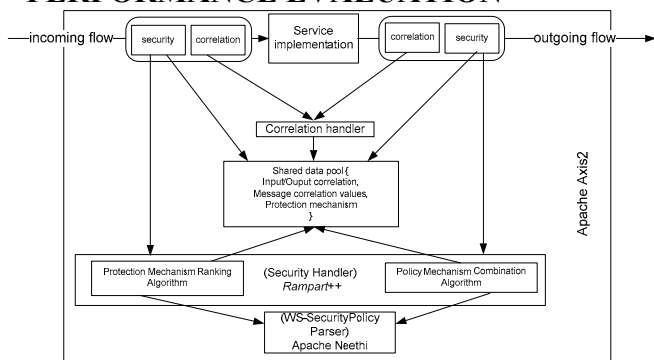 PERFORMANCE EVALUATION
incoming flow
security
correlation
Service
implementation
correlation
security
outgoing flow
Correlation handler
Shared data pool{
Input/Ouput correlation,
Message correlation values,
Protection mechanism
}
Apache Axis2
Protection Mechanism Ranking
Algorithm
(Security Handler)
Rampart++
Policy Mechanism Combination
Algorithm
(WS-SecurityPolicy
Parser)
Apache Neethi